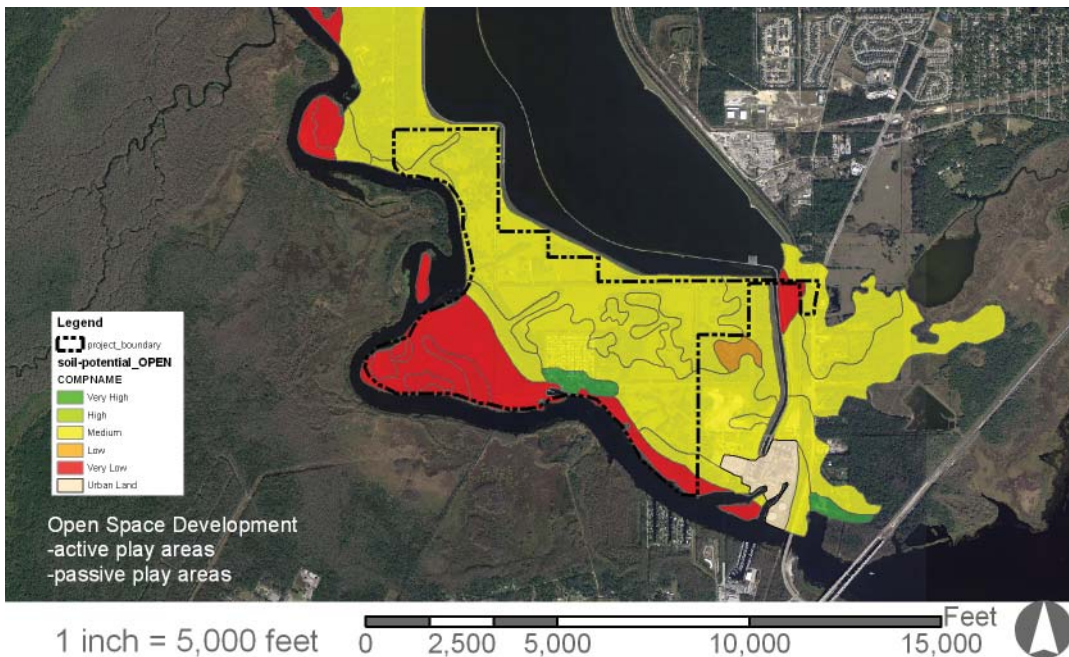 Legend
project_boundary
soil-potential_OPEN
COMPNAME
Very High
High
Medium
Low
Very Low
Urban Land
Open Space Development
-active play areas
-passive play areas
1 inch = 5,000 feet
0 2,500 5,000 10,000 15,000 Feet